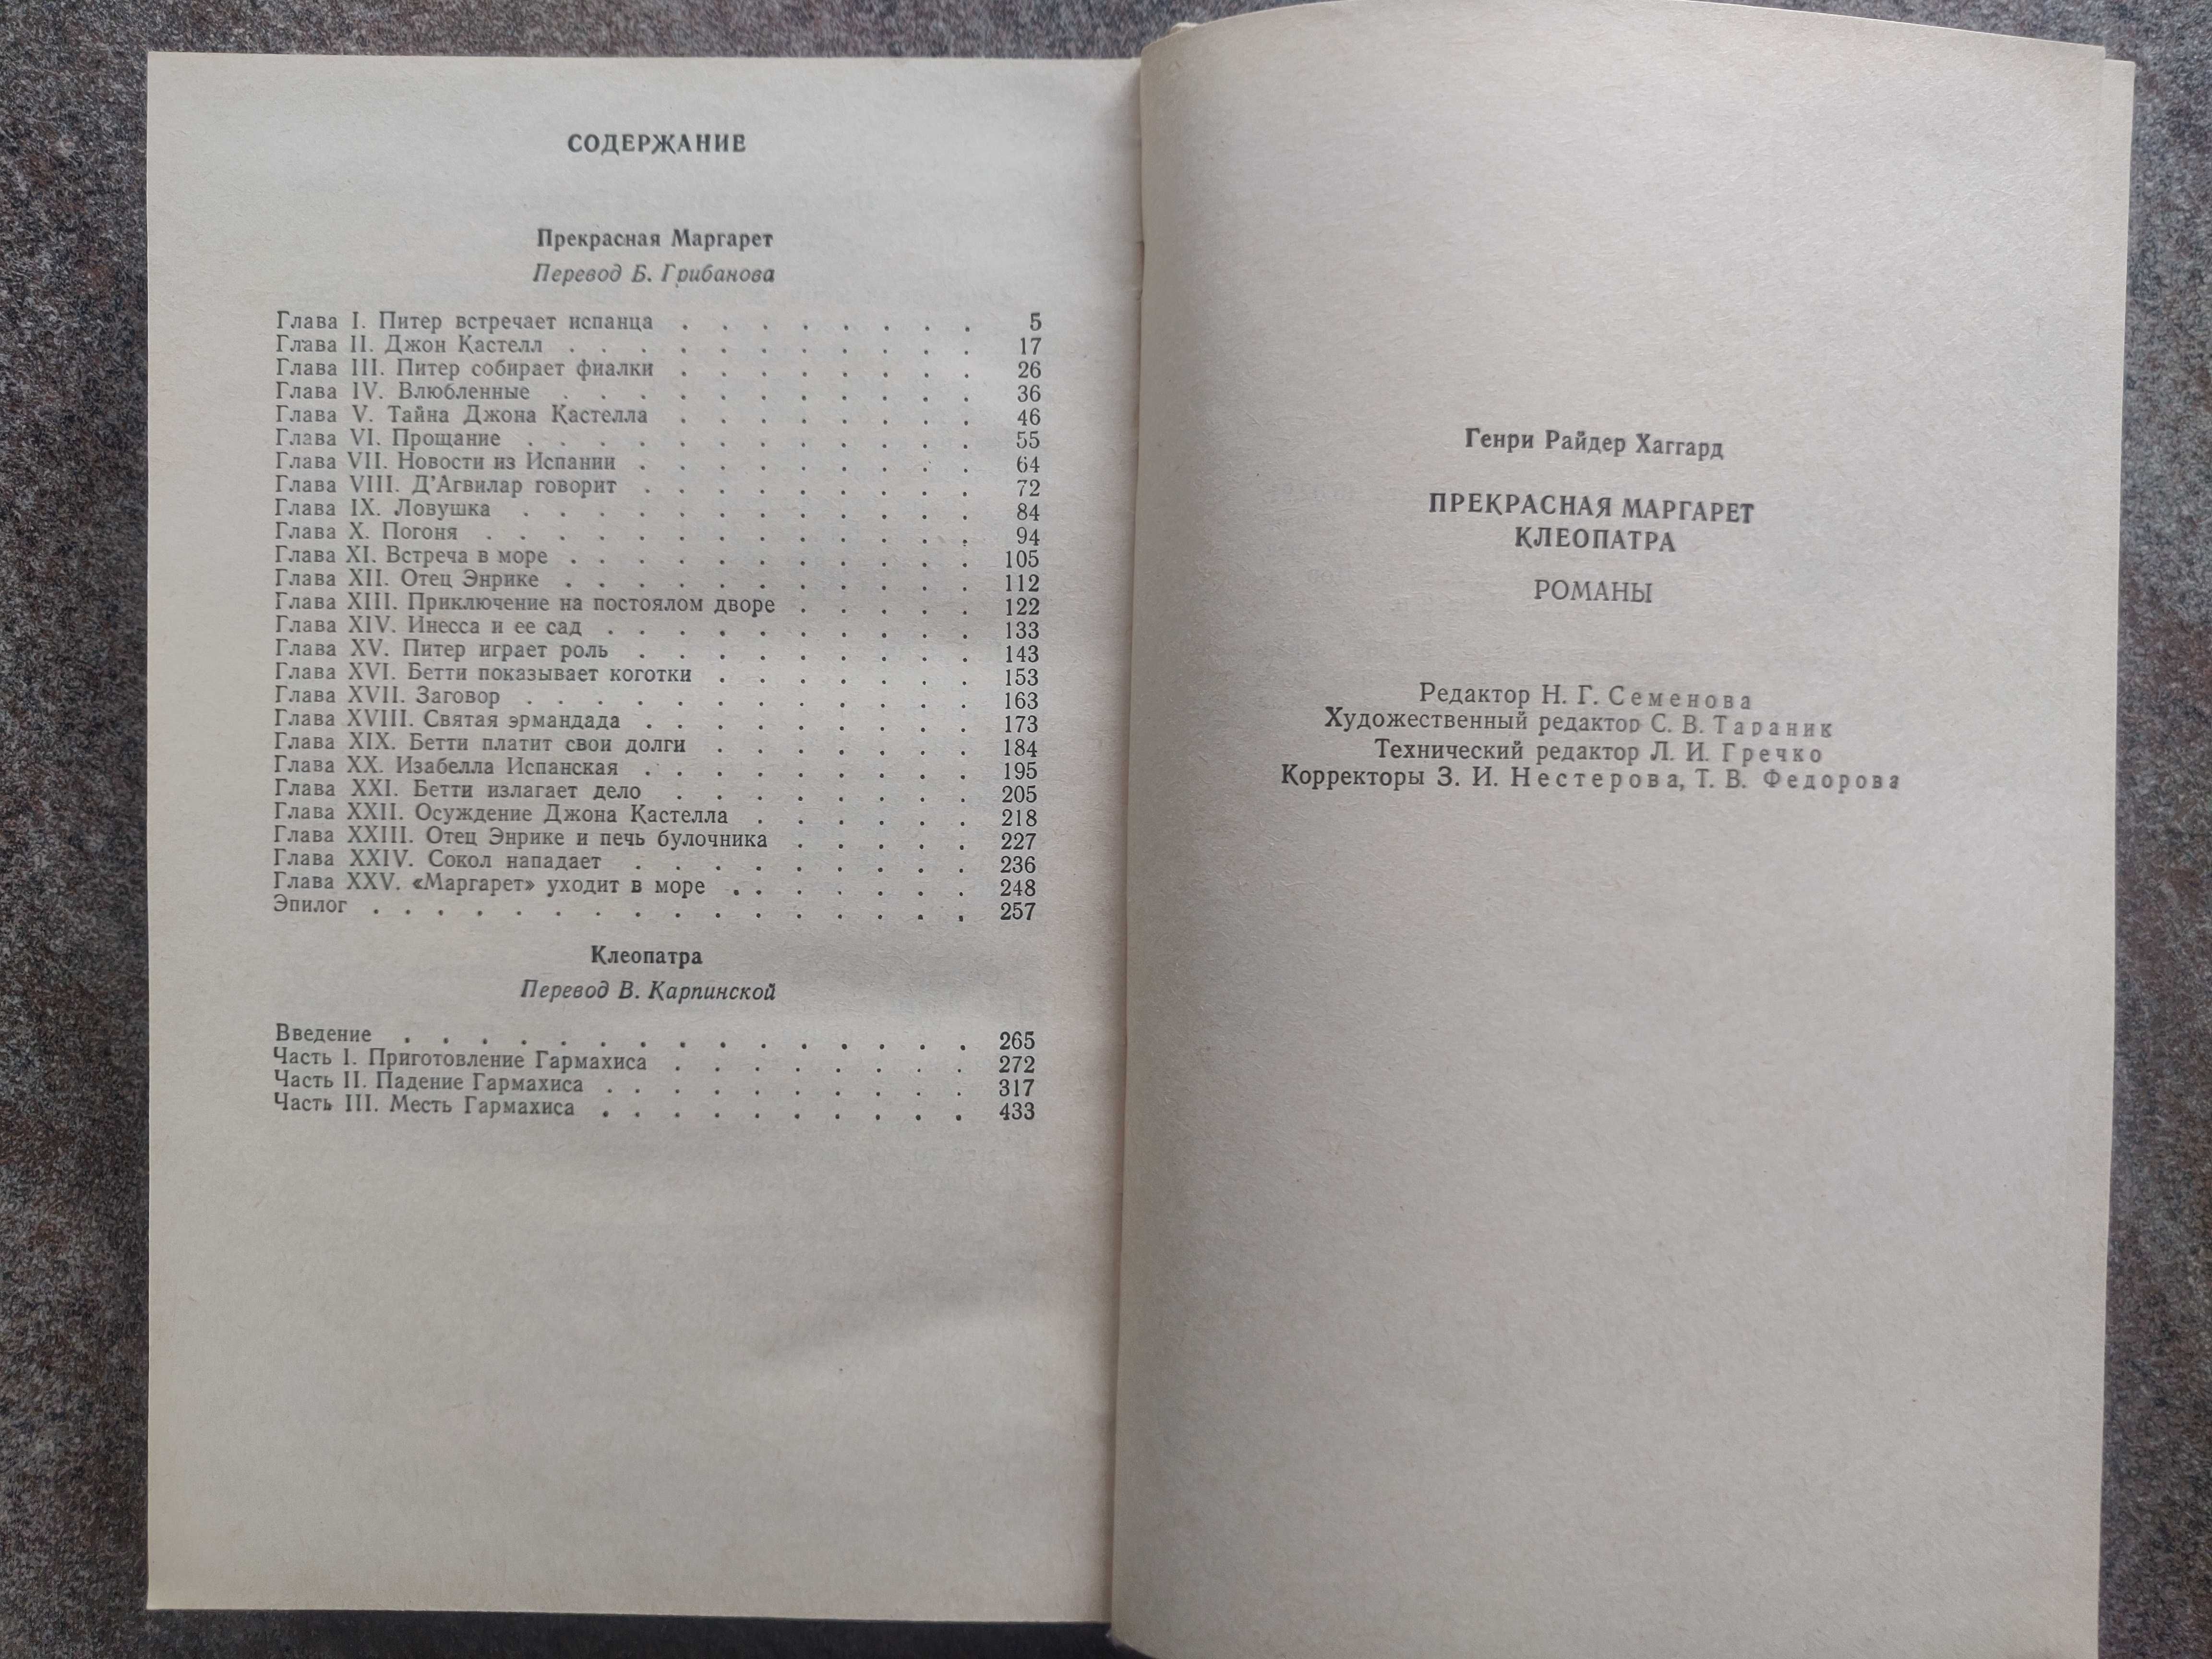 СОДЕРЖАНИЕ
Прекрасная Маргарет
Перевод Б. Грибанова
Глава I. Питер встречает испанца . . . . . . . . 5
Глава II. Джон Кастелл . . . . . . . . . . . 17
Глава III. Питер собирает фиалки . . . . . . . . 26
Глава IV. Влюбленные . . . . . . . . . . . 36
Глава V. Тайна Джона Кастелла . . . . . . . . 46
Глава VI. Прощание . . . . . . . . . . . . 55
Глава VII. Новости из Испании . . . . . . . . . 64
Глава VIII. Д'Агвилар говорит . . . . . . . . . 72
Глава IX. Ловушка . . . . . . . . . . . . 84
Глава X. Погоня . . . . . . . . . . . . . 94
Глава XI. Встреча в море . . . . . . . . . . . 105
Глава XII. Отец Энрике . . . . . . . . . . . 112
Глава XIII. Приключение на постоялом дворе . . . . . 122
Глава XIV. Инесса и ее сад . . . . . . . . . . 133
Глава XV. Питер играет роль . . . . . . . . . 143
Глава XVI. Бетти показывает коготки . . . . . . . 153
Глава XVII. Заговор . . . . . . . . . . . . 163
Глава XVIII. Святая эрмандада . . . . . . . . . 173
Глава XIX. Бетти платит свои долги . . . . . . . 184
Глава XX. Изабелла Испанская . . . . . . . . . 195
Глава XXI. Бетти излагает дело . . . . . . . . 205
Глава XXII. Осуждение Джона Кастелла . . . . . . 218
Глава XXIII. Отец Энрике и печь булочника . . . . . 227
Глава XXIV. Сокол нападает . . . . . . . . . 236
Глава XXV. «Маргарет» уходит в море . . . . . . . 248
Эпилог . . . . . . . . . . . . . . . . 257
Клеопатра
Перевод В. Карпинской
Введение . . . . . . . . . . . . . . . 265
Часть I. Приготовление Гармахиса . . . . . . . . 272
Часть II. Падение Гармахиса . . . . . . . . . . 317
Часть III. Месть Гармахиса . . . . . . . . . . 433
Генри Райдер Хаггард
ПРЕКРАСНАЯ МАРГАРЕТ
КЛЕОПАТРА
РОМАНЫ
Редактор Н. Г. Семенова
Художественный редактор С. В. Тараник
Технический редактор Л. И. Гречко
Корректоры З. И. Нестерова, Т. В. Федорова